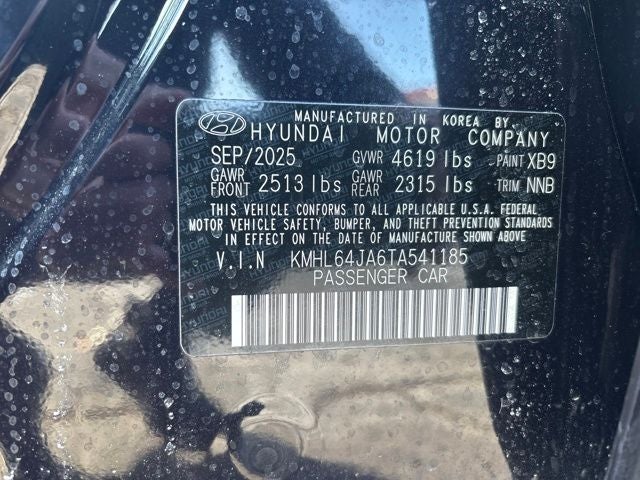 MANUFACTURED IN KOREA BY:
HYUNDAI MOTOR COMPANY
SEP/2025 GVWR 4619 lbs PAINT XB9
GAWR FRONT 2513 lbs GAWR REAR 2315 lbs TRIM NNB
THIS VEHICLE CONFORMS TO ALL APPLICABLE U.S.A. FEDERAL
MOTOR VEHICLE SAFETY, BUMPER, AND THEFT PREVENTION STANDARDS
IN EFFECT ON THE DATE OF MANUFACTURE SHOWN ABOVE
V.I.N KMHL64JA6TA541185
PASSENGER CAR